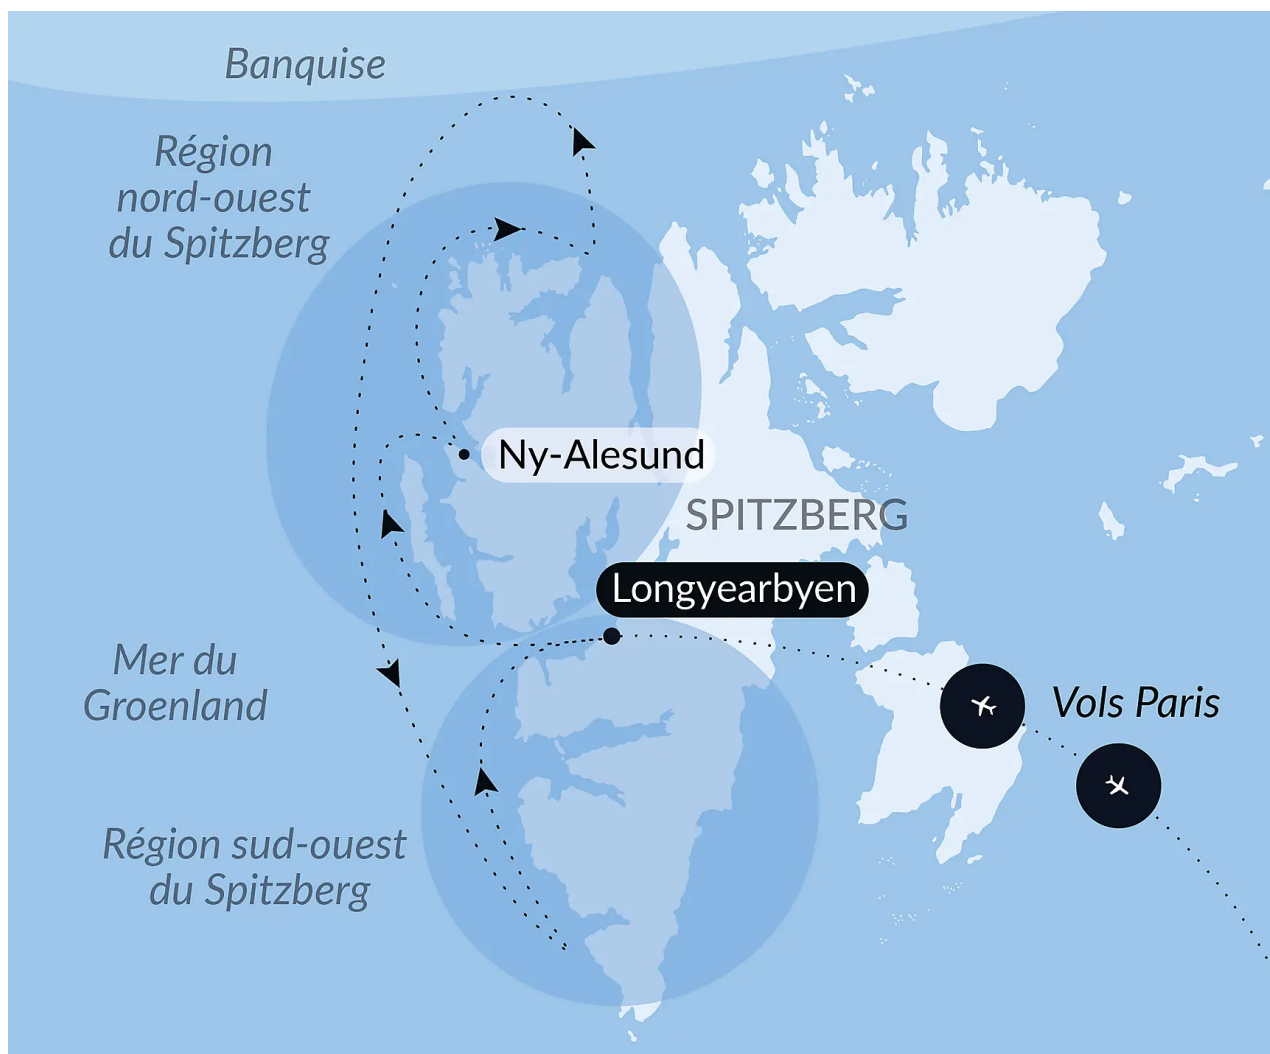 Banquise
Région
nord-ouest
du Spitzberg
Ny-Alesund
SPITZBERG
Longyearbyen
Mer du
Groenland
Vols Paris
Région sud-ouest
du Spitzberg